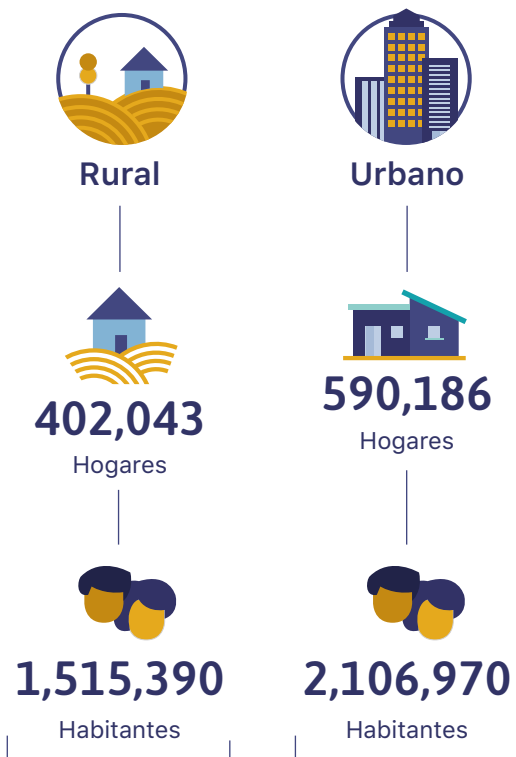 Rural
402,043
Hogares
1,515,390
Habitantes
Urbano
590,186
Hogares
2,106,970
Habitantes